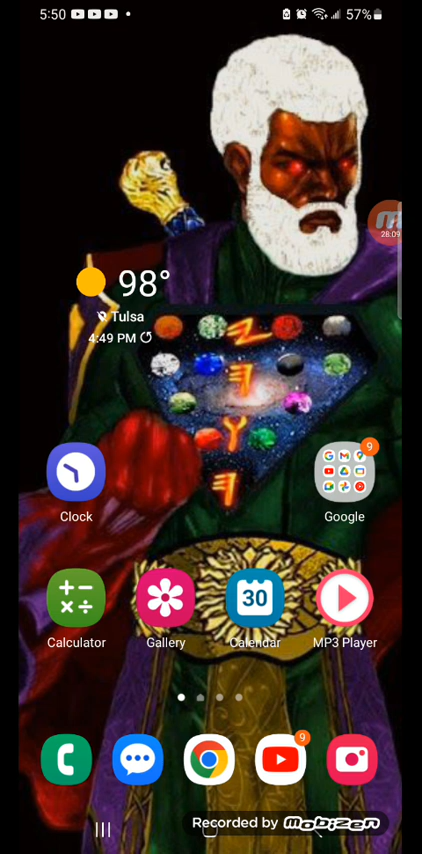 5:50 57%
28:09
98°
Tulsa
4:49 PM
𐤉
𐤄
𐤅
𐤄
9
Clock Google
30
Calculator Gallery Calendar MP3 Player
9
Recorded by mobizen